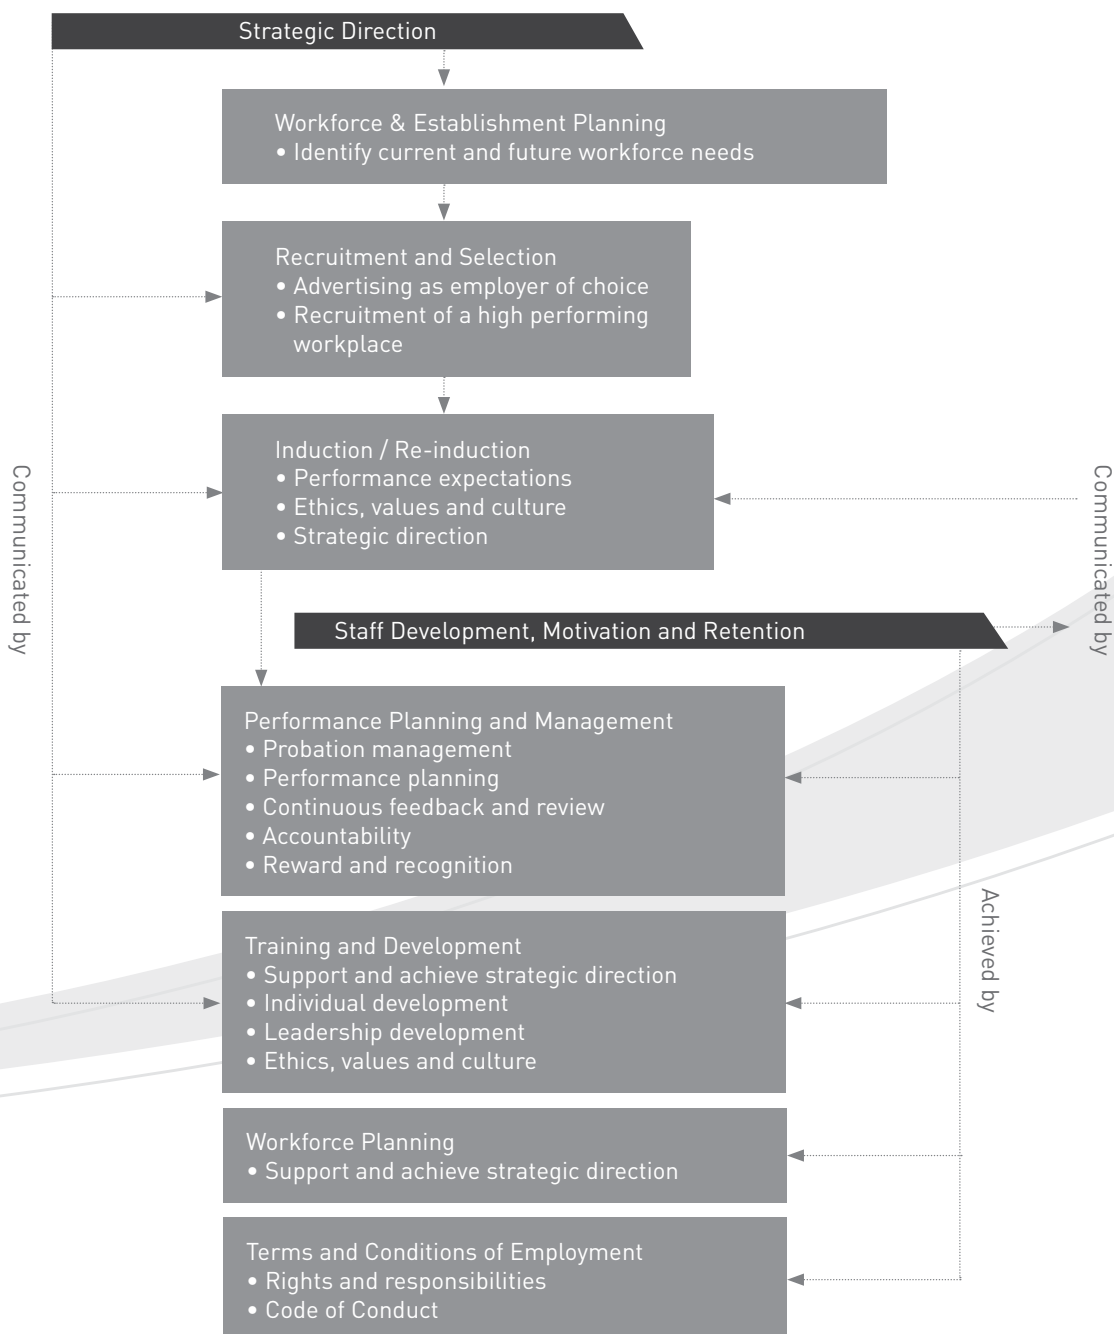 Strategic Direction
Workforce & Establishment Planning
• Identify current and future workforce needs
Recruitment and Selection
• Advertising as employer of choice
• Recruitment of a high performing
workplace
Induction / Re-induction
• Performance expectations
• Ethics, values and culture
• Strategic direction
Communicated by
Communicated by
Staff Development, Motivation and Retention
Performance Planning and Management
• Probation management
• Performance planning
• Continuous feedback and review
• Accountability
• Reward and recognition
Achieved by
Training and Development
• Support and achieve strategic direction
• Individual development
• Leadership development
• Ethics, values and culture
Workforce Planning
• Support and achieve strategic direction
Terms and Conditions of Employment
• Rights and responsibilities
• Code of Conduct